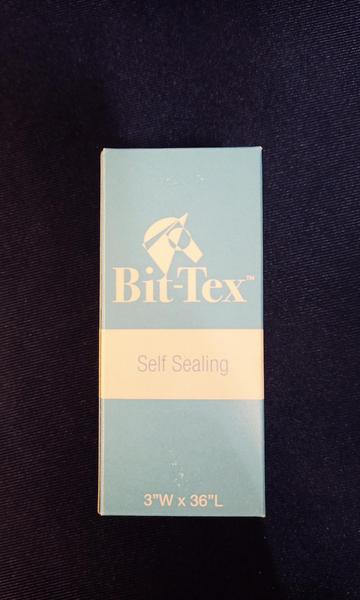 Bit-Tex™
Self Sealing
3"W x 36"L